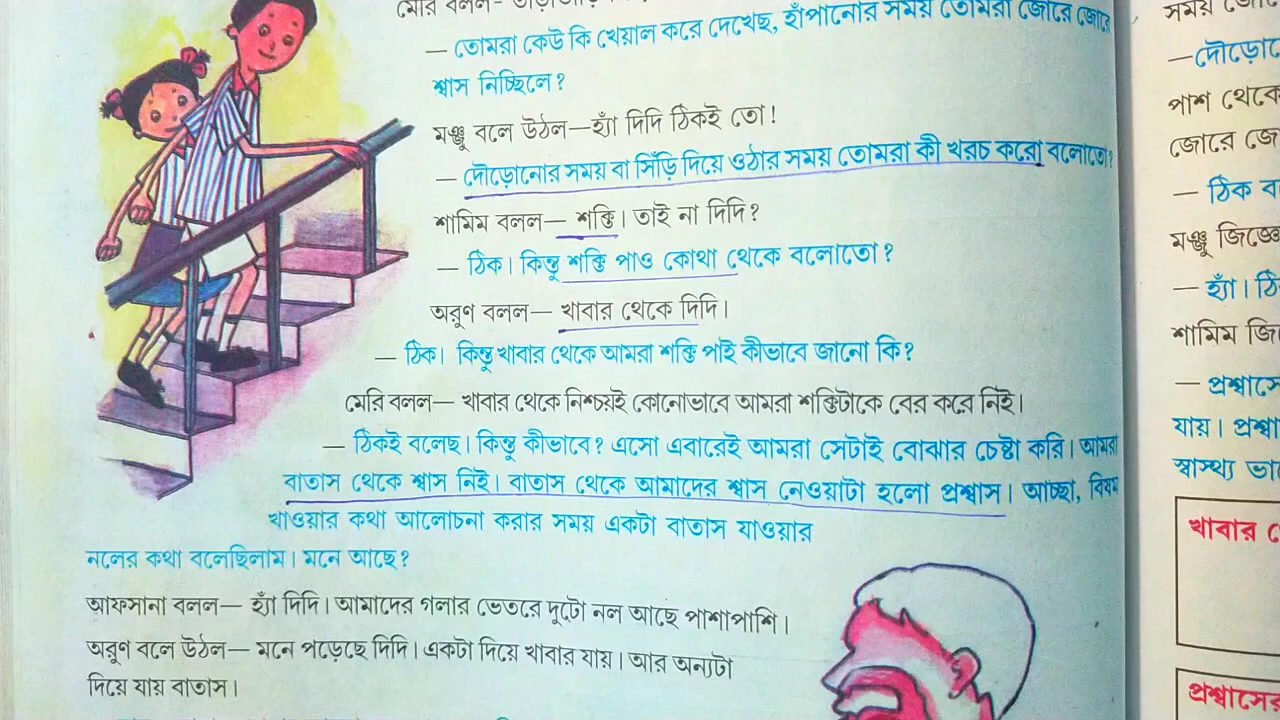 মেরি বলল—
— তোমরা কেউ কি খেয়াল করে দেখেছ, হাঁপানোর সময় তোমরা জোরে জোরে
শ্বাস নিচ্ছিলে?
মঞ্জু বলে উঠল—হ্যাঁ দিদি ঠিকই তো!
— দৌড়োনোর সময় বা সিঁড়ি দিয়ে ওঠার সময় তোমরা কী খরচ করো বলোতো?
শামিম বলল— শক্তি। তাই না দিদি?
— ঠিক। কিন্তু শক্তি পাও কোথা থেকে বলোতো?
অরুণ বলল— খাবার থেকে দিদি।
— ঠিক। কিন্তু খাবার থেকে আমরা শক্তি পাই কীভাবে জানো কি?
মেরি বলল— খাবার থেকে নিশ্চয়ই কোনোভাবে আমরা শক্তিটাকে বের করে নিই।
— ঠিকই বলেছ। কিন্তু কীভাবে? এসো এবারেই আমরা সেটাই বোঝার চেষ্টা করি। আমরা
বাতাস থেকে শ্বাস নিই। বাতাস থেকে আমাদের শ্বাস নেওয়াটা হলো প্রশ্বাস। আচ্ছা, বিষম
খাওয়ার কথা আলোচনা করার সময় একটা বাতাস যাওয়ার
নলের কথা বলেছিলাম। মনে আছে?
আফসানা বলল— হ্যাঁ দিদি। আমাদের গলার ভেতরে দুটো নল আছে পাশাপাশি।
অরুণ বলে উঠল— মনে পড়েছে দিদি। একটা দিয়ে খাবার যায়। আর অন্যটা
দিয়ে যায় বাতাস।
সময়
—দৌড়ো
পাশ থেকে
জোরে জো
— ঠিক ব
মঞ্জু জিজ্ঞে
— হ্যাঁ। ঠি
শামিম জি
— প্রশ্বাসে
যায়। প্রশ্বা
স্বাস্থ্য ভা
খাবার
প্রশ্বাসের